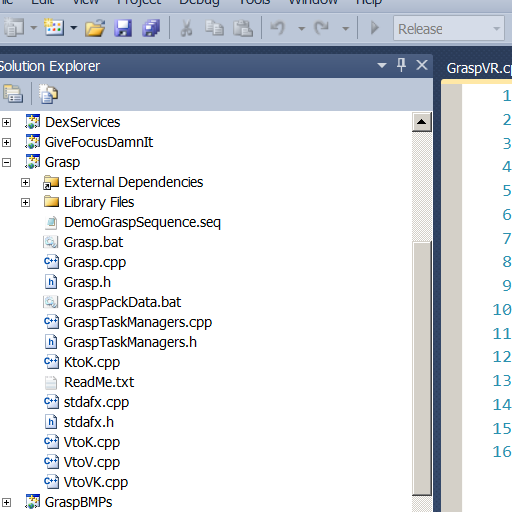 File Edit View Project Debug Tools Window Help
Release
Solution Explorer
GraspVR.cp
DexServices
GiveFocusDamnIt
Grasp
External Dependencies
Library Files
DemoGraspSequence.seq
Grasp.bat
Grasp.cpp
Grasp.h
GraspPackData.bat
GraspTaskManagers.cpp
GraspTaskManagers.h
KtoK.cpp
ReadMe.txt
stdafx.cpp
stdafx.h
VtoK.cpp
VtoV.cpp
VtoVK.cpp
GraspBMPs
1
2
3
4
5
6
7
8
9
10
11
12
13
14
15
16